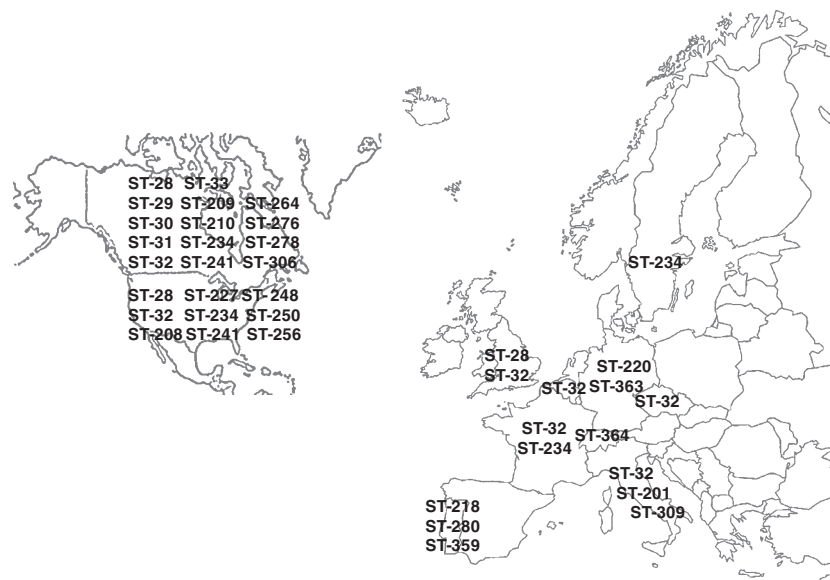 ST-28 ST-33
ST-29 ST-209 ST-264
ST-30 ST-210 ST-276
ST-31 ST-234 ST-278
ST-32 ST-241 ST-306
ST-28 ST-227 ST-248
ST-32 ST-234 ST-250
ST-208 ST-241 ST-256
ST-234
ST-28
ST-32
ST-32
ST-220
ST-363
ST-32
ST-32
ST-234
ST-364
ST-32
ST-201
ST-309
ST-218
ST-280
ST-359